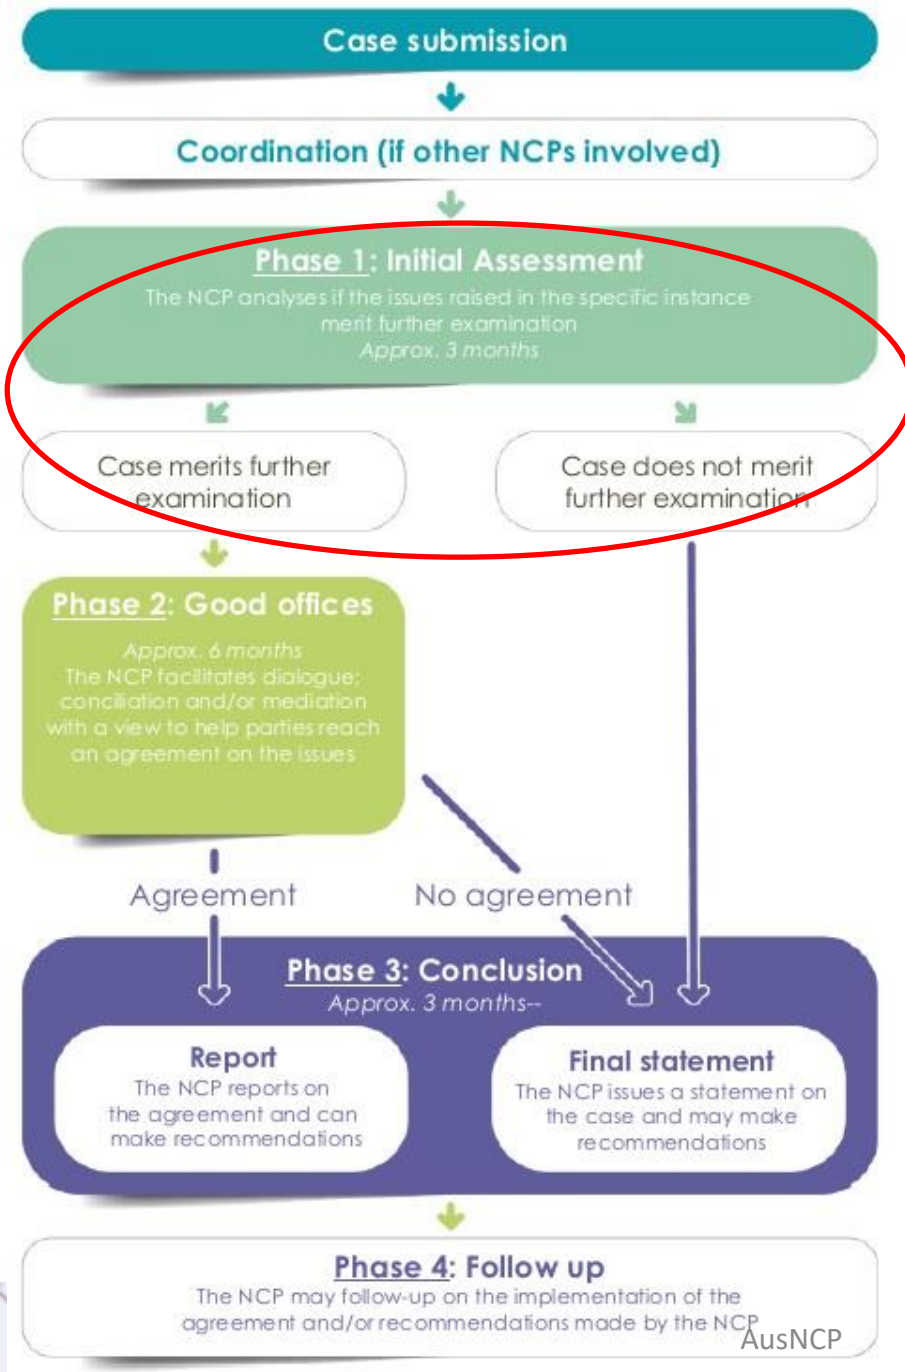 Case submission
Coordination (if other NCPs involved)
Phase 1: Initial Assessment
The NCP analyses if the issues raised in the specific instance
merit further examination
Approx. 3 months
Case merits further
examination
Case does not merit
further examination
Phase 2: Good offices
Approx. 6 months
The NCP facilitates dialogue;
conciliation and/or mediation
with a view to help parties reach
an agreement on the issues
Agreement
No agreement
Phase 3: Conclusion
Approx. 3 months--
Report
The NCP reports on
the agreement and can
make recommendations
Final statement
The NCP issues a statement on
the case and may make
recommendations
Phase 4: Follow up
The NCP may follow-up on the implementation of the
agreement and/or recommendations made by the NCP
AusNCP